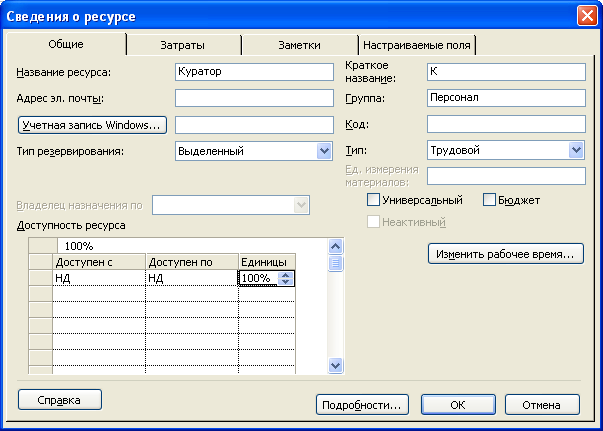 Сведения о ресурсе
Общие Затраты Заметки Настраиваемые поля
Название ресурса: Куратор
Краткое название: К
Адрес эл. почты:
Группа: Персонал
Учетная запись Windows...
Код:
Тип резервирования: Выделенный
Тип: Трудовой
Ед. измерения
материалов:
Владелец назначения по
Универсальный Бюджет
Неактивный
Доступность ресурса
100%
Доступен с Доступен по Единицы
НД НД 100%
Изменить рабочее время...
Справка
Подробности... ОК Отмена